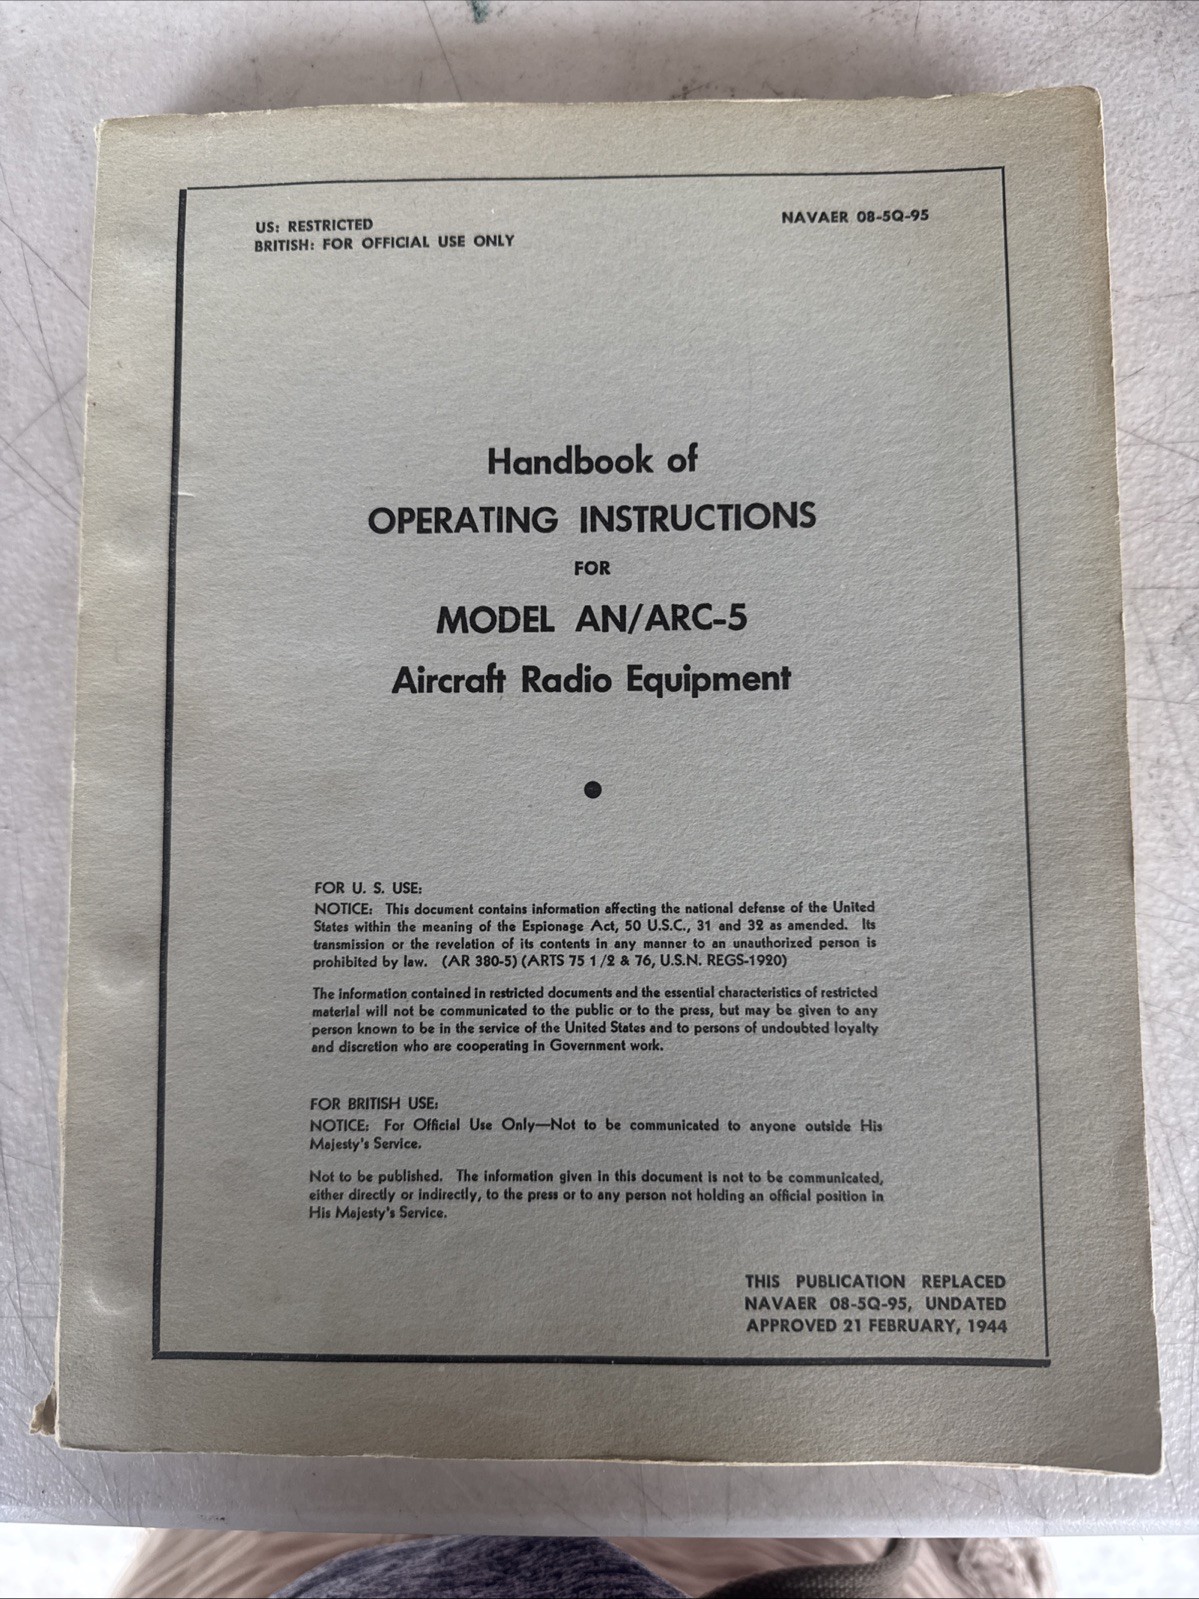 US: RESTRICTED
BRITISH: FOR OFFICIAL USE ONLY
NAVAER 08-5Q-95
Handbook of
OPERATING INSTRUCTIONS
FOR
MODEL AN/ARC-5
Aircraft Radio Equipment
FOR U. S. USE:
NOTICE: This document contains information affecting the national defense of the United
States within the meaning of the Espionage Act, 50 U.S.C., 31 and 32 as amended. Its
transmission or the revelation of its contents in any manner to an unauthorized person is
prohibited by law. (AR 380-5) (ARTS 75 1/2 & 76, U.S.N. REGS-1920)
The information contained in restricted documents and the essential characteristics of restricted
material will not be communicated to the public or to the press, but may be given to any
person known to be in the service of the United States and to persons of undoubted loyalty
and discretion who are cooperating in Government work.
FOR BRITISH USE:
NOTICE: For Official Use Only—Not to be communicated to anyone outside His
Majesty's Service.
Not to be published. The information given in this document is not to be communicated,
either directly or indirectly, to the press or to any person not holding an official position in
His Majesty's Service.
THIS PUBLICATION REPLACED
NAVAER 08-5Q-95, UNDATED
APPROVED 21 FEBRUARY, 1944